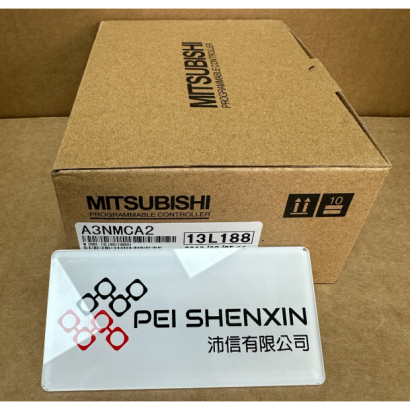 MITSUBISHI
PROGRAMMABLE CONTROLLER
MITSUBISHI
PROGRAMMABLE CONTROLLER
10
A3NMCA2
13L188
PEI SHENXIN
沛信有限公司